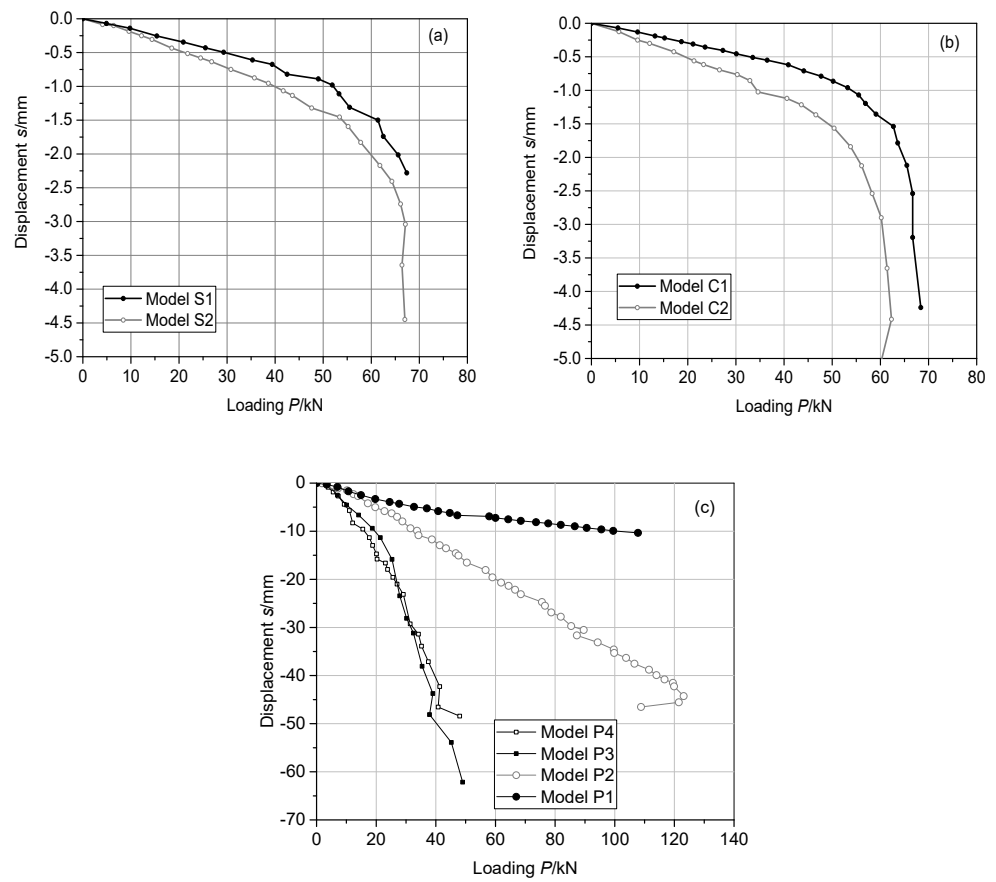 (a)
Displacement s/mm
0.0
-0.5
-1.0
-1.5
-2.0
-2.5
-3.0
-3.5
-4.0
-4.5
-5.0
Model S1
Model S2
0 10 20 30 40 50 60 70 80
Loading P/kN
(b)
Displacement s/mm
0.0
-0.5
-1.0
-1.5
-2.0
-2.5
-3.0
-3.5
-4.0
-4.5
-5.0
Model C1
Model C2
0 10 20 30 40 50 60 70 80
Loading P/kN
(c)
Displacement s/mm
0
-10
-20
-30
-40
-50
-60
-70
Model P4
Model P3
Model P2
Model P1
0 20 40 60 80 100 120 140
Loading P/kN